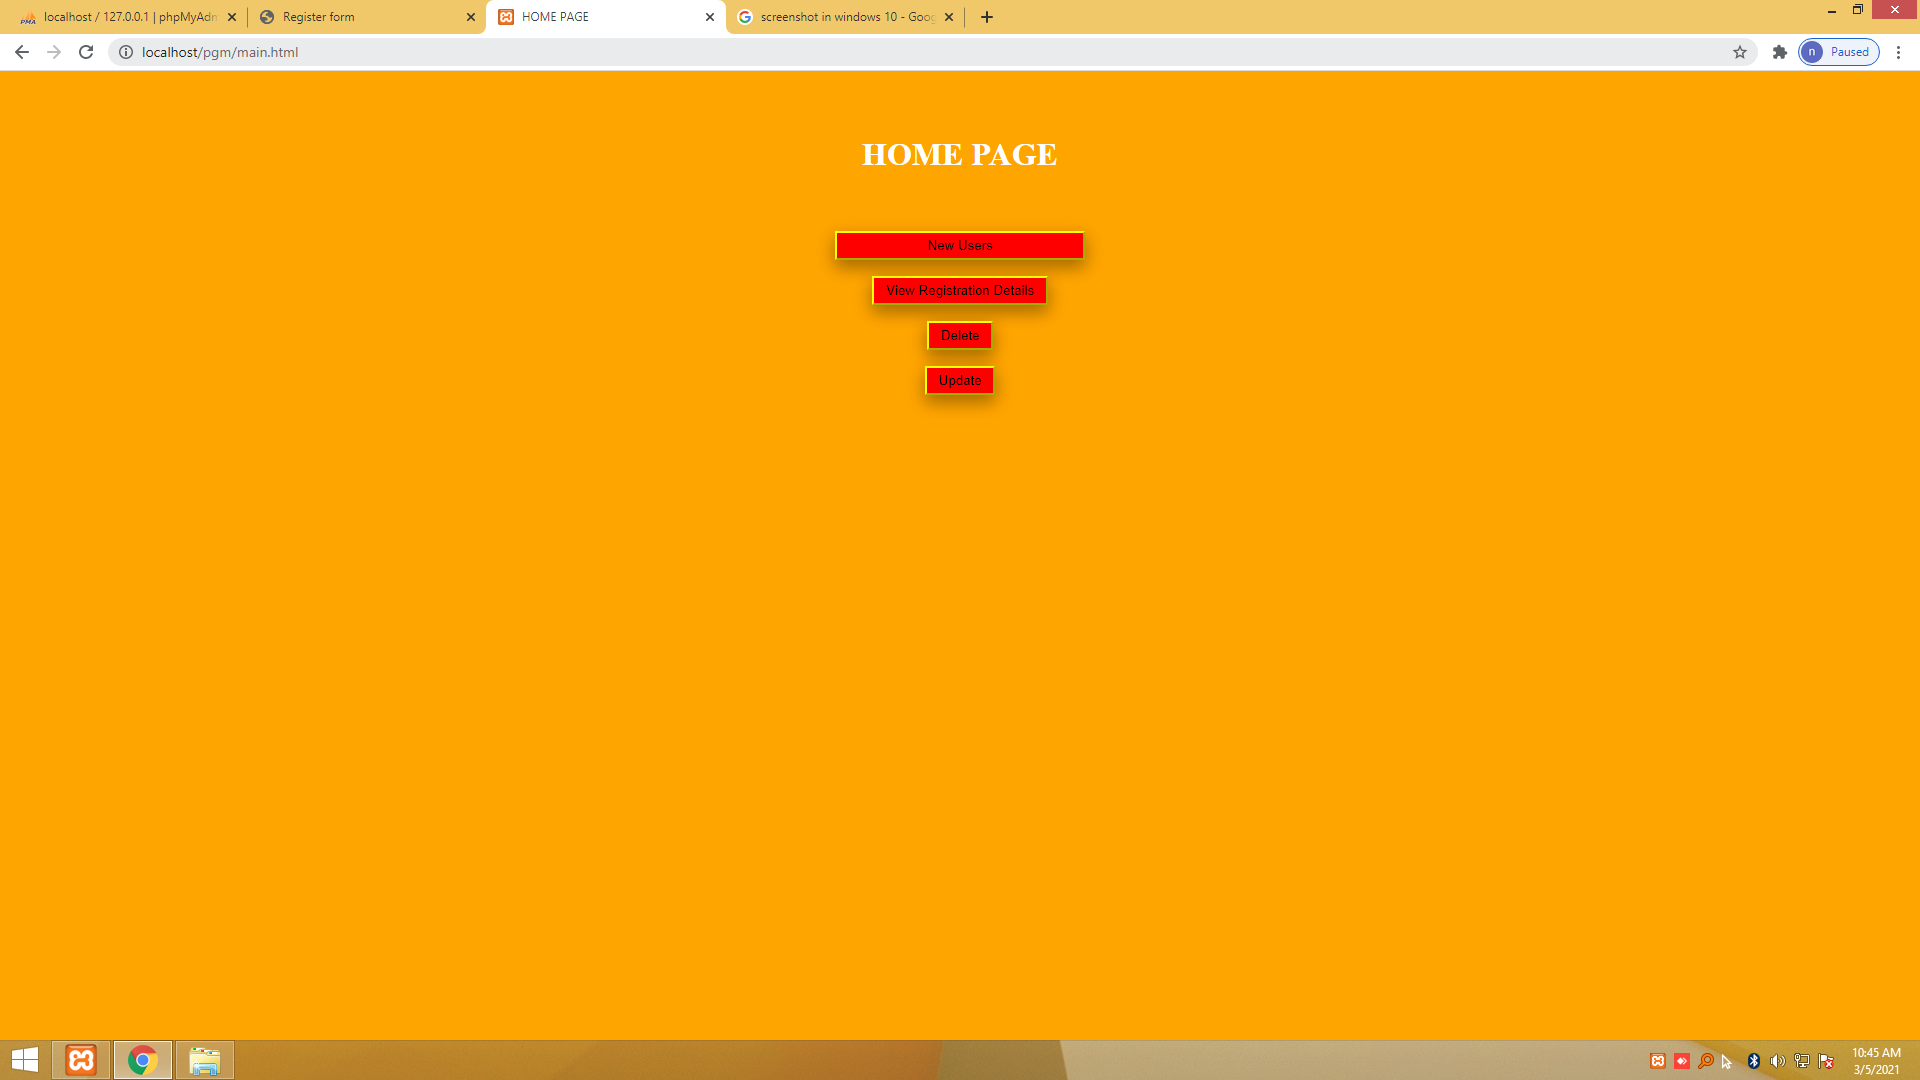 localhost / 127.0.0.1 | phpMyAdm
Register form
HOME PAGE
screenshot in windows 10 - Goog
localhost/pgm/main.html
n
Paused
HOME PAGE
New Users
View Registration Details
Delete
Update
10:45 AM
3/5/2021